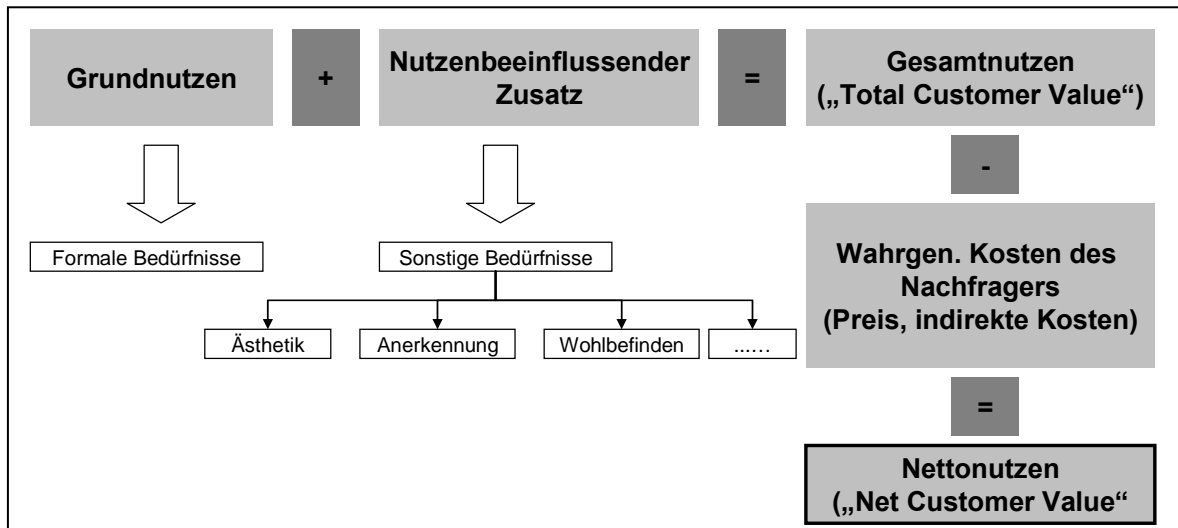 Grundnutzen
+
Nutzenbeeinflussender
Zusatz
=
Gesamtnutzen
(„Total Customer Value“)
-
Formale Bedürfnisse
Sonstige Bedürfnisse
Ästhetik
Anerkennung
Wohlbefinden
...…
Wahrgen. Kosten des
Nachfragers
(Preis, indirekte Kosten)
=
Nettonutzen
(„Net Customer Value“